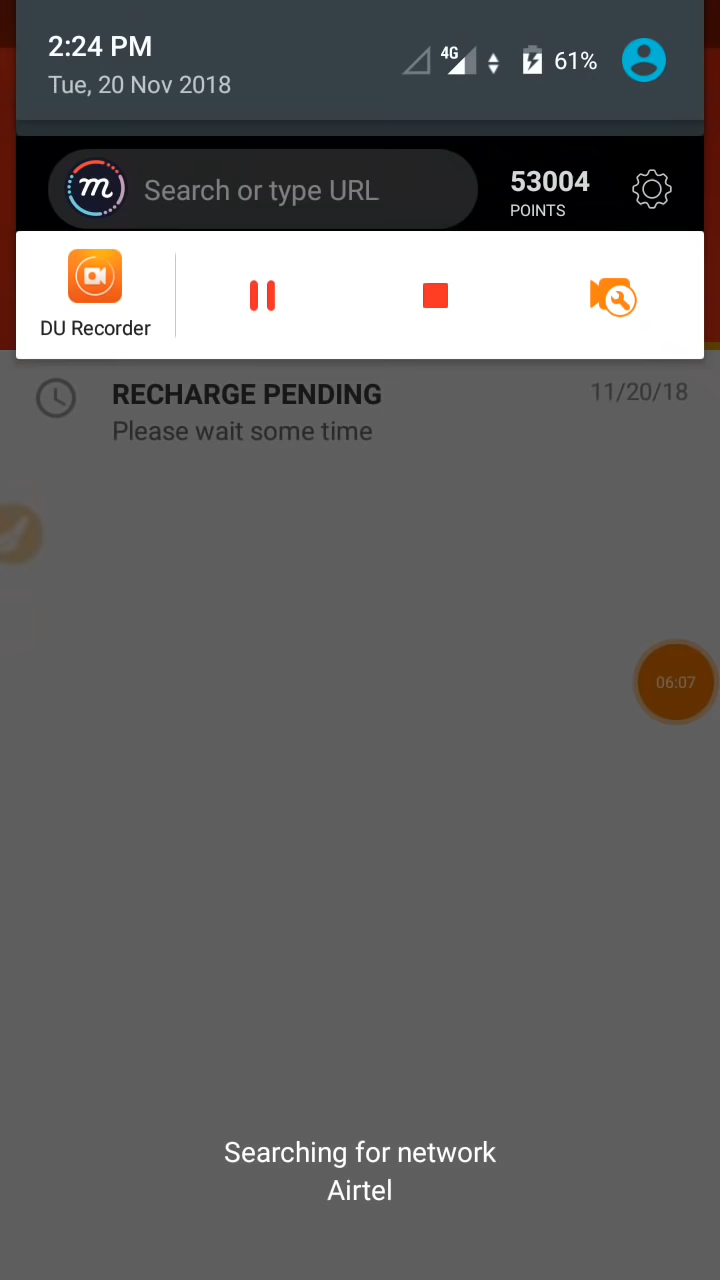 2:24 PM
Tue, 20 Nov 2018
4G
61%
m
Search or type URL
53004
POINTS
DU Recorder
RECHARGE PENDING
11/20/18
Please wait some time
06:07
Searching for network
Airtel